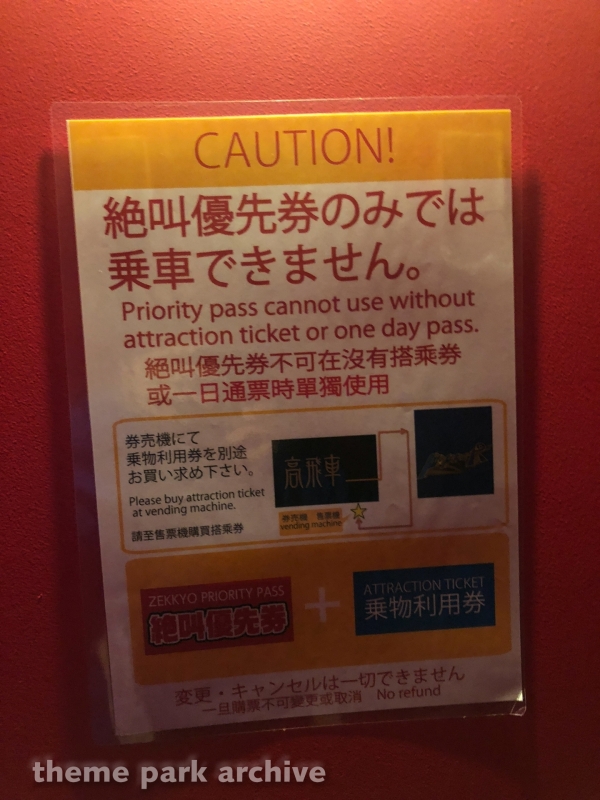 CAUTION!
絶叫優先券のみでは
乗車できません。
Priority pass cannot use without
attraction ticket or one day pass.
絕叫優先券不可在沒有搭乘券
或一日通票時單獨使用
券売機にて
乗物利用券を別途
お買い求め下さい。
Please buy attraction ticket
at vending machine.
請至售票機購買搭乘券
高飛車
券売機 售票機
vending machine
ZEKKYO PRIORITY PASS
絶叫優先券
+
ATTRACTION TICKET
乗物利用券
変更・キャンセルは一切できません
一旦購票不可變更或取消 No refund
theme park archive